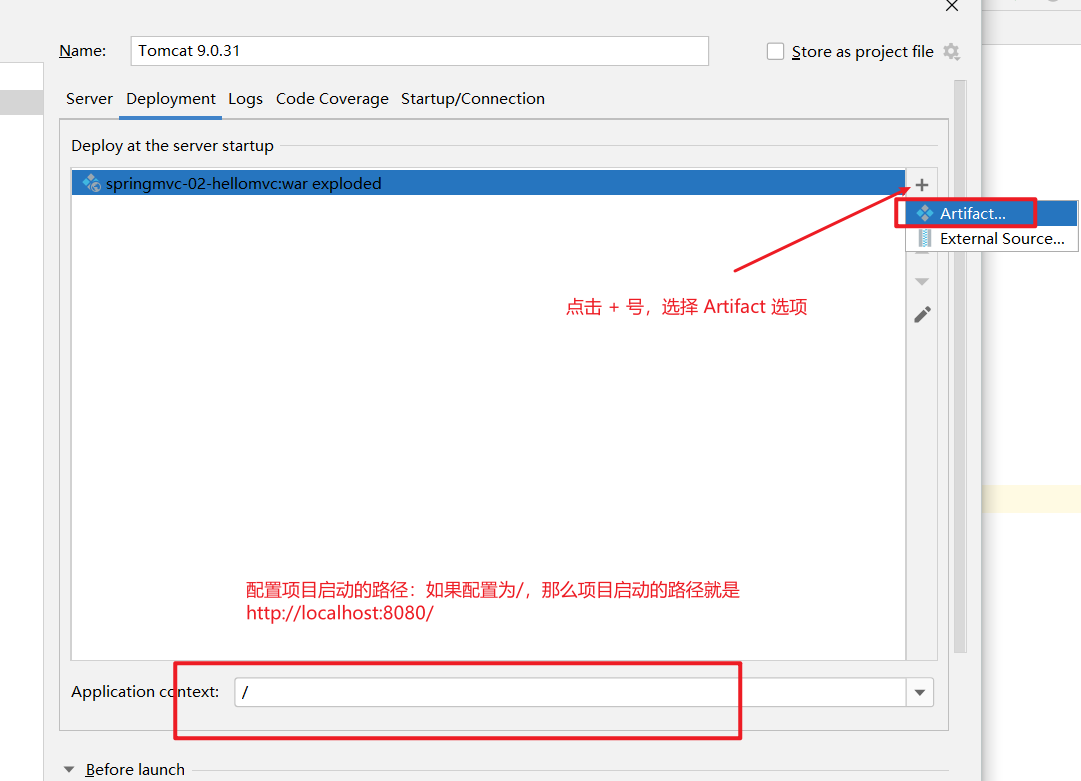 Name:
Tomcat 9.0.31
Store as project file
Server Deployment Logs Code Coverage Startup/Connection
Deploy at the server startup
springmvc-02-hellomvc:war exploded
Artifact...
External Source...
点击 + 号，选择 Artifact 选项
配置项目启动的路径：如果配置为/，那么项目启动的路径就是
http://localhost:8080/
Application context:
/
Before launch